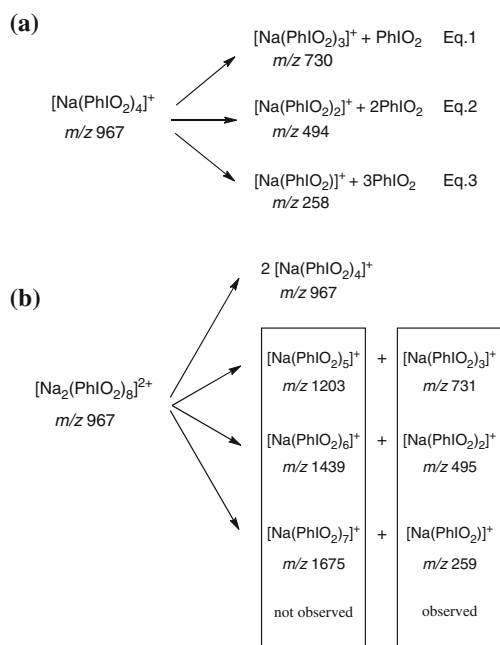 (a)
[Na(PhIO₂)₃]⁺ + PhIO₂ Eq.1
m/z 730
[Na(PhIO₂)₄]⁺
m/z 967
[Na(PhIO₂)₂]⁺ + 2PhIO₂ Eq.2
m/z 494
[Na(PhIO₂)]⁺ + 3PhIO₂ Eq.3
m/z 258
(b)
2 [Na(PhIO₂)₄]⁺
m/z 967
[Na₂(PhIO₂)₈]²⁺
m/z 967
[Na(PhIO₂)₅]⁺ + [Na(PhIO₂)₃]⁺
m/z 1203 m/z 731
[Na(PhIO₂)₆]⁺ + [Na(PhIO₂)₂]⁺
m/z 1439 m/z 495
[Na(PhIO₂)₇]⁺ + [Na(PhIO₂)]⁺
m/z 1675 m/z 259
not observed observed